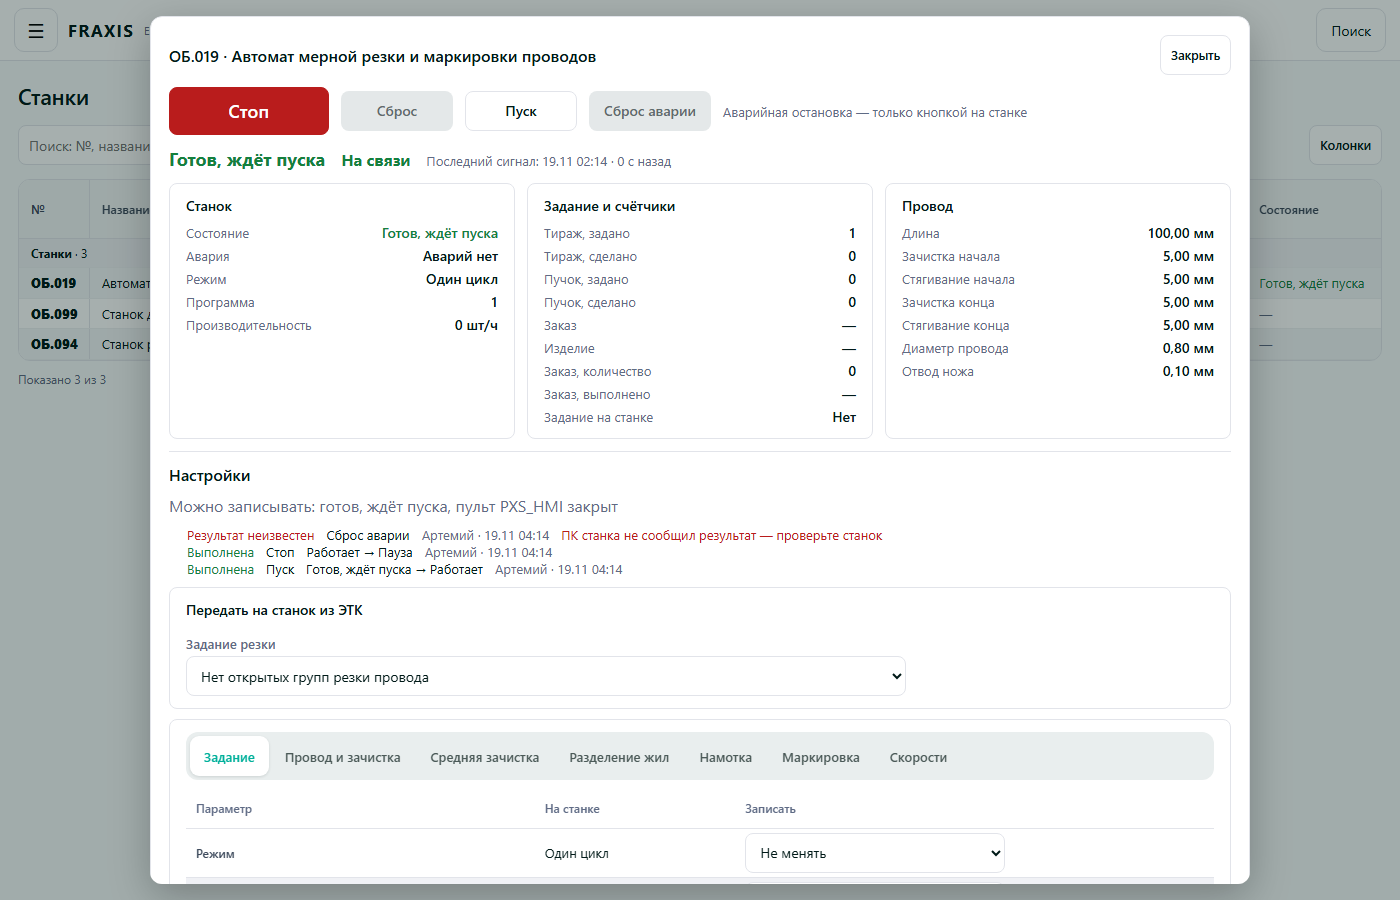 ☰ FRAXIS E
Поиск
Станки
Поиск: №, названи
Колонки
№ Названи
Состояние
Станки · 3
ОБ.019 Автомат
Готов, ждёт пуска
ОБ.099 Станок д
—
ОБ.094 Станок р
—
Показано 3 из 3
ОБ.019 · Автомат мерной резки и маркировки проводов
Закрыть
Стоп Сброс Пуск Сброс аварии Аварийная остановка — только кнопкой на станке
Готов, ждёт пуска На связи Последний сигнал: 19.11 02:14 · 0 с назад
Станок
Состояние Готов, ждёт пуска
Авария Аварий нет
Режим Один цикл
Программа 1
Производительность 0 шт/ч
Задание и счётчики
Тираж, задано 1
Тираж, сделано 0
Пучок, задано 0
Пучок, сделано 0
Заказ —
Изделие —
Заказ, количество 0
Заказ, выполнено —
Задание на станке Нет
Провод
Длина 100,00 мм
Зачистка начала 5,00 мм
Стягивание начала 5,00 мм
Зачистка конца 5,00 мм
Стягивание конца 5,00 мм
Диаметр провода 0,80 мм
Отвод ножа 0,10 мм
Настройки
Можно записывать: готов, ждёт пуска, пульт PXS_HMI закрыт
Результат неизвестен Сброс аварии Артемий · 19.11 04:14 ПК станка не сообщил результат — проверьте станок
Выполнена Стоп Работает → Пауза Артемий · 19.11 04:14
Выполнена Пуск Готов, ждёт пуска → Работает Артемий · 19.11 04:14
Передать на станок из ЭТК
Задание резки
Нет открытых групп резки провода
Задание Провод и зачистка Средняя зачистка Разделение жил Намотка Маркировка Скорости
Параметр На станке Записать
Режим Один цикл Не менять